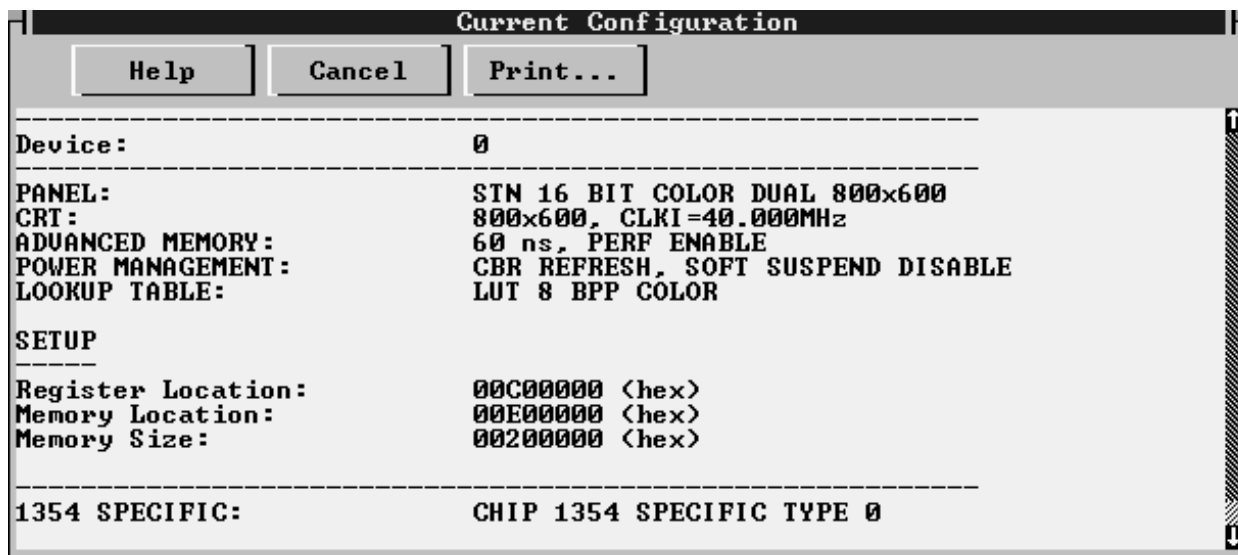 Current Configuration
Help Cancel Print...
------------------------------------------------------------
Device: 0
------------------------------------------------------------
PANEL: STN 16 BIT COLOR DUAL 800x600
CRT: 800x600, CLKI=40.000MHz
ADVANCED MEMORY: 60 ns, PERF ENABLE
POWER MANAGEMENT: CBR REFRESH, SOFT SUSPEND DISABLE
LOOKUP TABLE: LUT 8 BPP COLOR
SETUP
-----
Register Location: 00C00000 (hex)
Memory Location: 00E00000 (hex)
Memory Size: 00200000 (hex)
------------------------------------------------------------
1354 SPECIFIC: CHIP 1354 SPECIFIC TYPE 0